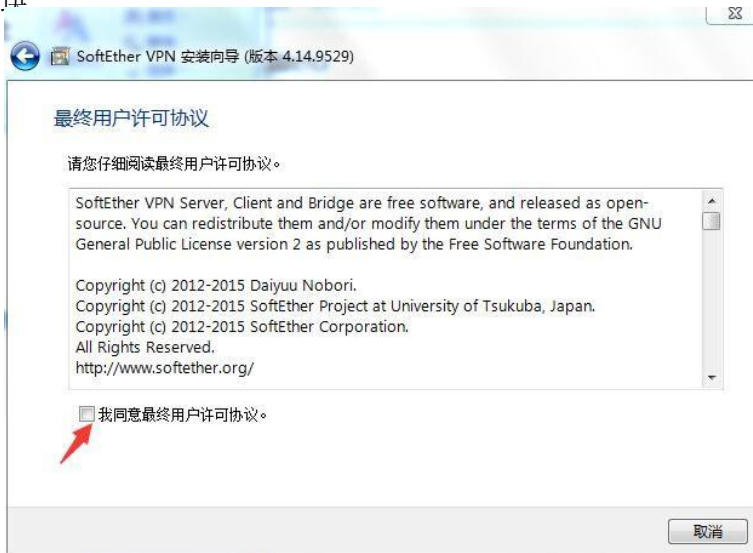 SoftEther VPN 安装向导 (版本 4.14.9529)
最终用户许可协议
请您仔细阅读最终用户许可协议。
SoftEther VPN Server, Client and Bridge are free software, and released as open-
source. You can redistribute them and/or modify them under the terms of the GNU
General Public License version 2 as published by the Free Software Foundation.
Copyright (c) 2012-2015 Daiyuu Nobori.
Copyright (c) 2012-2015 SoftEther Project at University of Tsukuba, Japan.
Copyright (c) 2012-2015 SoftEther Corporation.
All Rights Reserved.
http://www.softether.org/
我同意最终用户许可协议。
取消